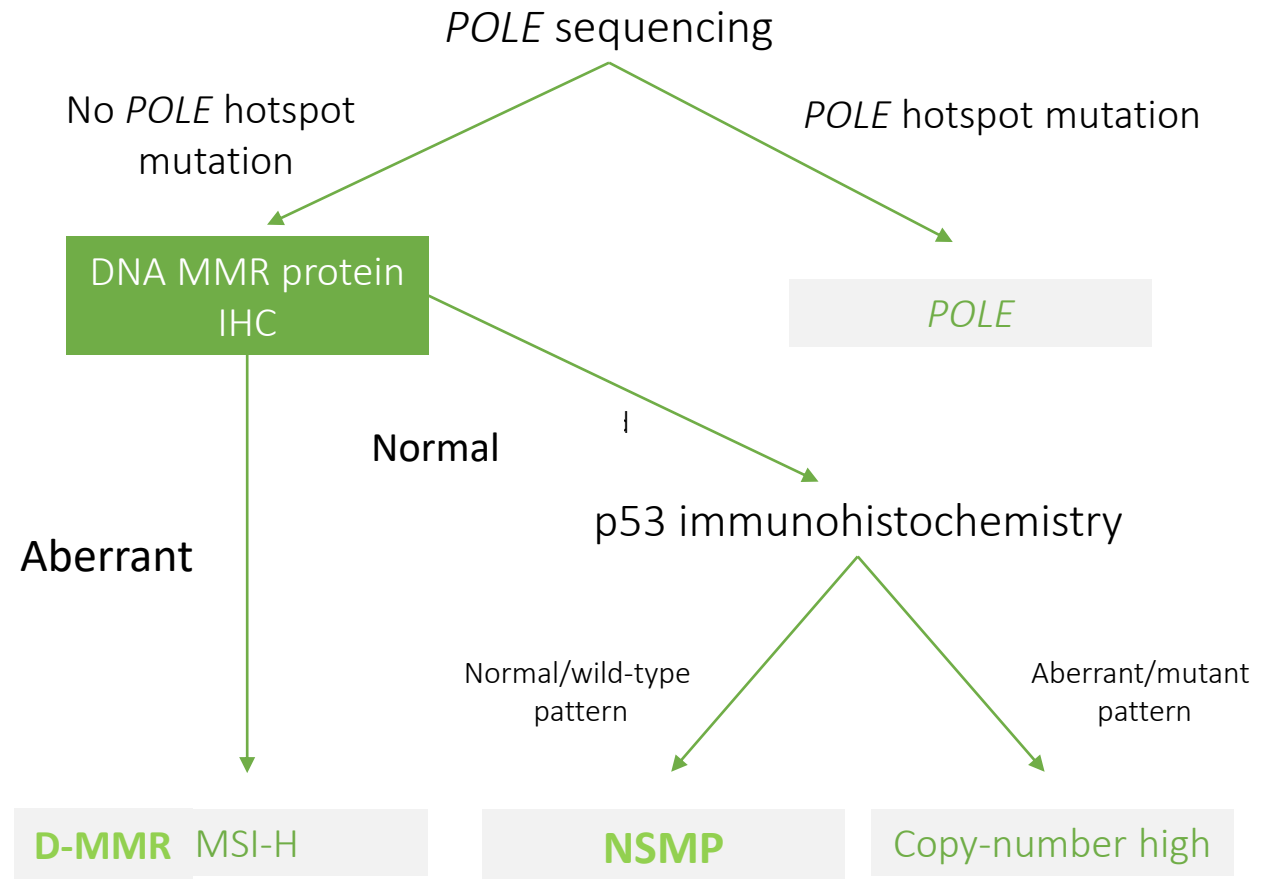 POLE sequencing
No POLE hotspot
mutation
POLE hotspot mutation
DNA MMR protein
IHC
POLE
Normal
p53 immunohistochemistry
Aberrant
Normal/wild-type
pattern
Aberrant/mutant
pattern
D-MMR MSI-H
NSMP
Copy-number high